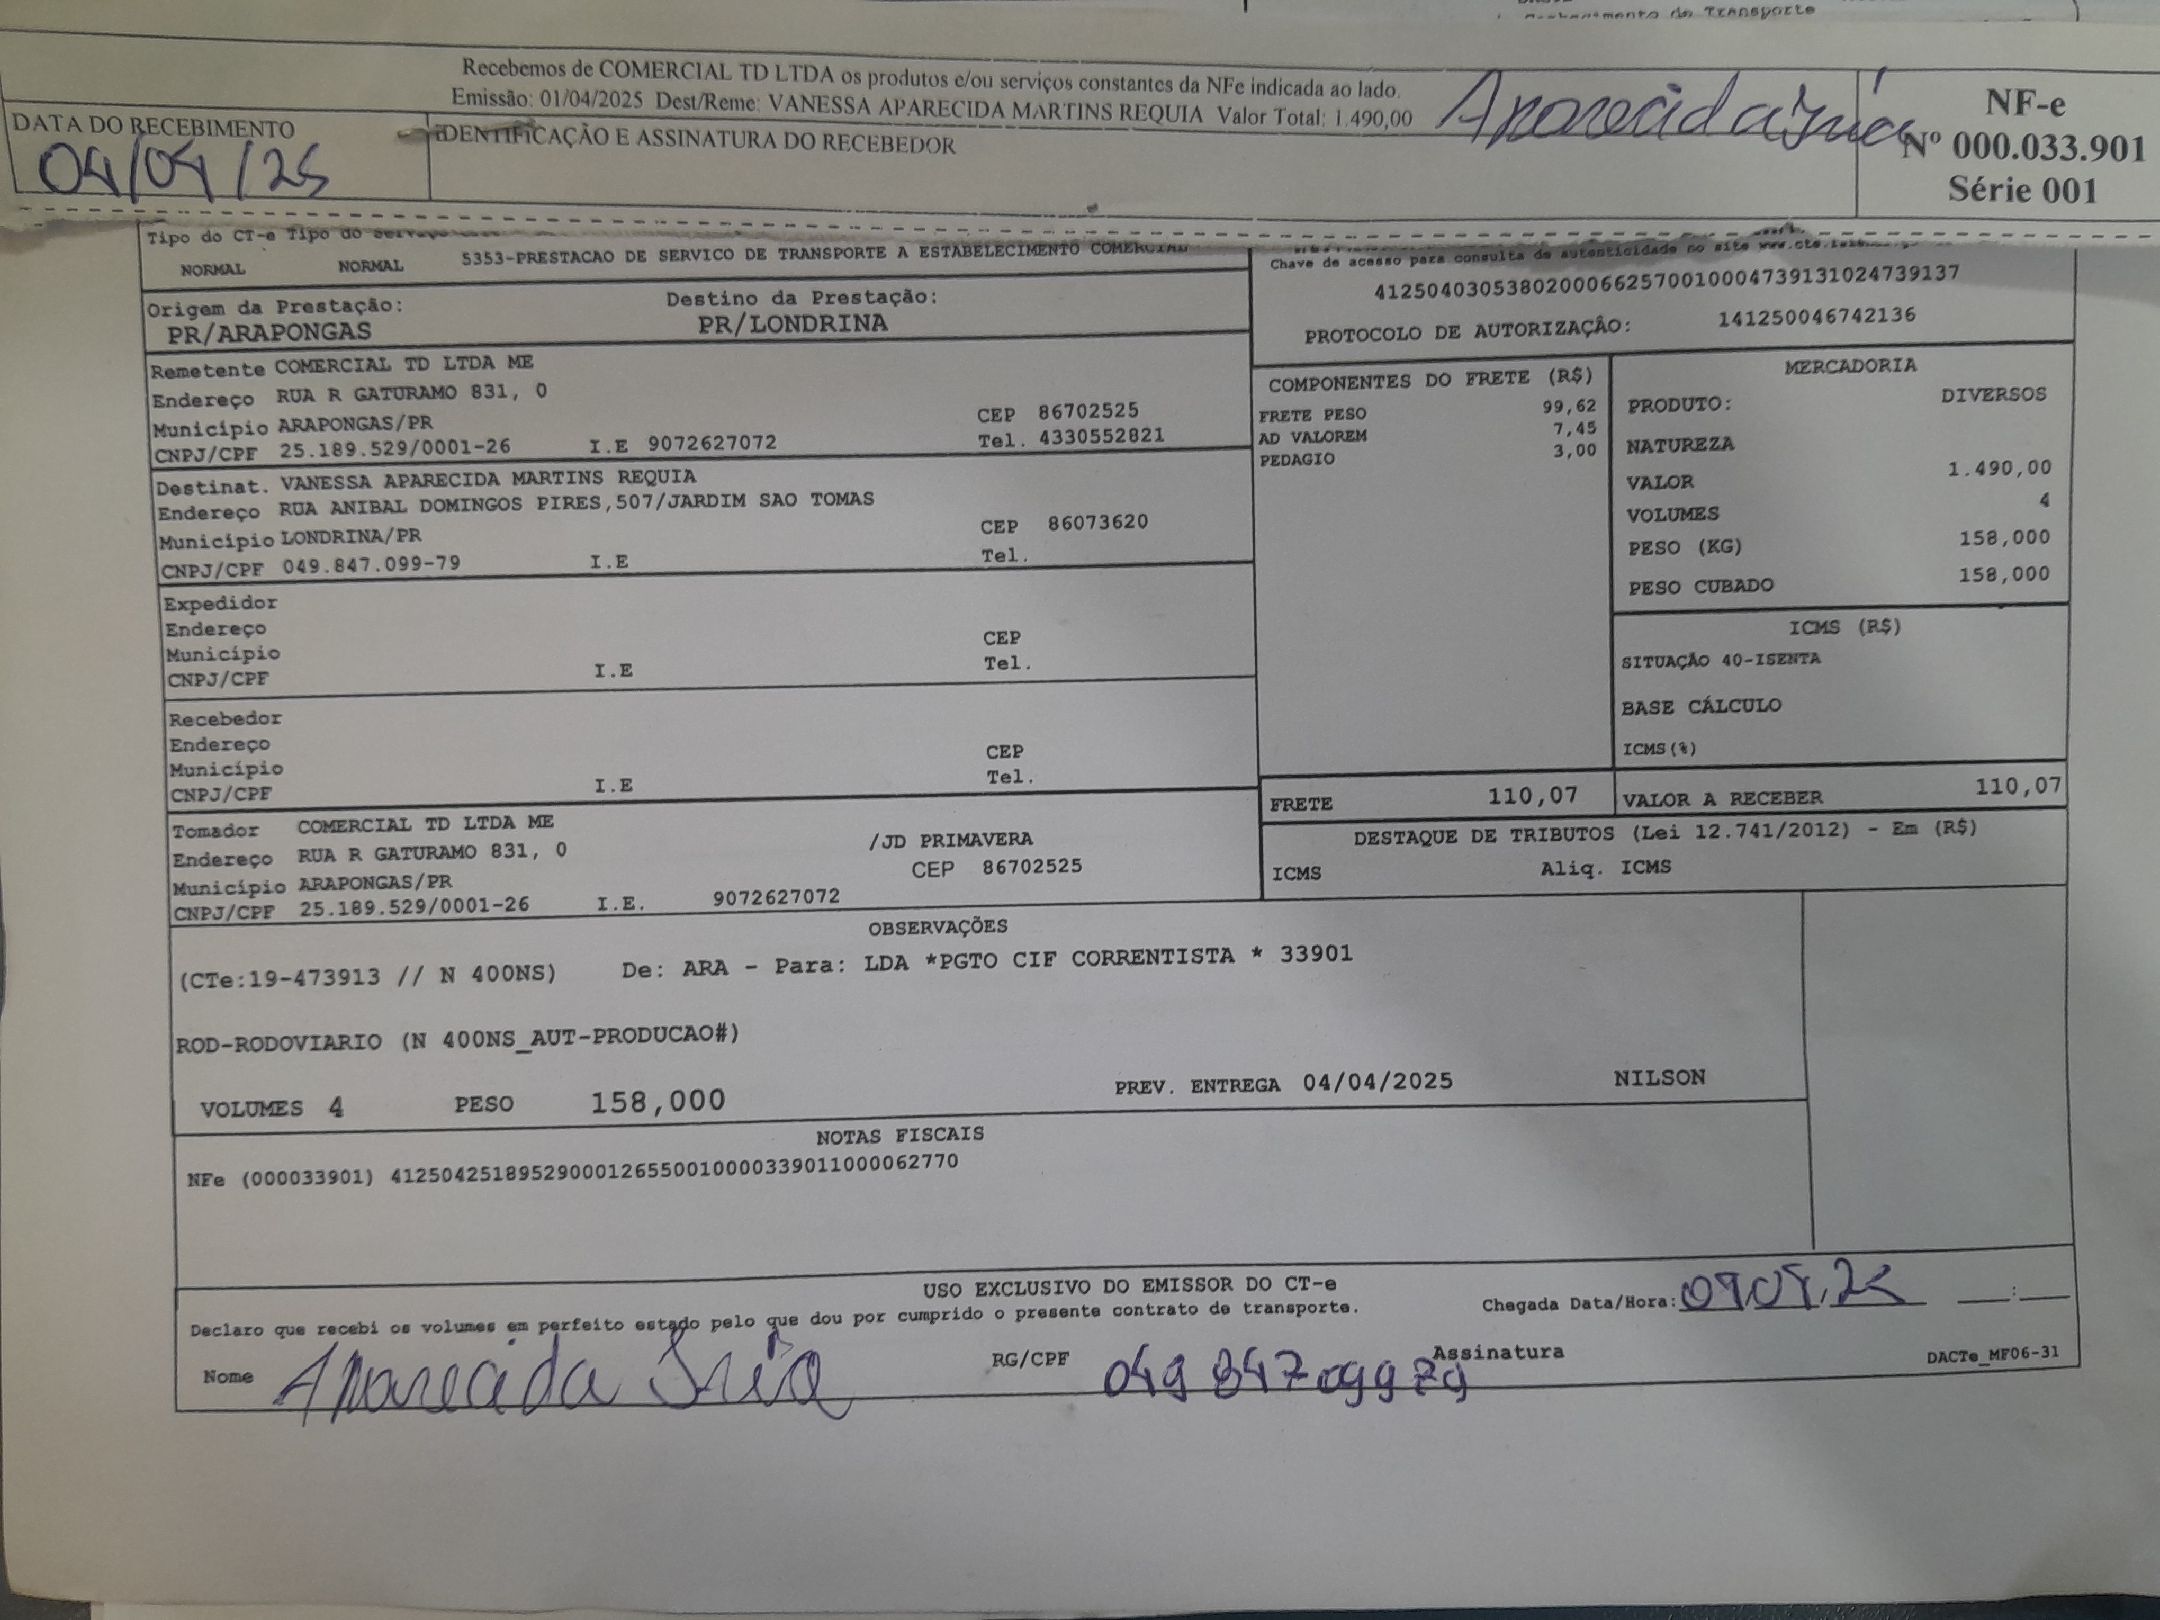 Conhecimento de Transporte
Recebemos de COMERCIAL TD LTDA os produtos e/ou serviços constantes da NFe indicada ao lado.
Emissão: 01/04/2025 Dest/Reme: VANESSA APARECIDA MARTINS REQUIA Valor Total: 1.490,00
Aparecida
NF-e
Nº 000.033.901
Série 001
DATA DO RECEBIMENTO
04/04/25
IDENTIFICAÇÃO E ASSINATURA DO RECEBEDOR
Tipo do CT-e Tipo do Serviço
NORMAL NORMAL 5353-PRESTACAO DE SERVICO DE TRANSPORTE A ESTABELECIMENTO COMERCIAL
Chave de acesso para consulta de autenticidade no site
41250403053802000662570010004739131024739137
PROTOCOLO DE AUTORIZAÇÃO: 141250046742136
Origem da Prestação: Destino da Prestação:
PR/ARAPONGAS PR/LONDRINA
Remetente COMERCIAL TD LTDA ME
Endereço RUA R GATURAMO 831, 0
Município ARAPONGAS/PR CEP 86702525
CNPJ/CPF 25.189.529/0001-26 I.E 9072627072 Tel. 4330552821
Destinat. VANESSA APARECIDA MARTINS REQUIA
Endereço RUA ANIBAL DOMINGOS PIRES,507/JARDIM SAO TOMAS
Município LONDRINA/PR CEP 86073620
CNPJ/CPF 049.847.099-79 I.E Tel.
Expedidor
Endereço
Município CEP
CNPJ/CPF I.E Tel.
Recebedor
Endereço
Município CEP
CNPJ/CPF I.E Tel.
Tomador COMERCIAL TD LTDA ME
Endereço RUA R GATURAMO 831, 0 /JD PRIMAVERA
Município ARAPONGAS/PR CEP 86702525
CNPJ/CPF 25.189.529/0001-26 I.E. 9072627072
COMPONENTES DO FRETE (R$)
FRETE PESO 99,62
AD VALOREM 7,45
PEDAGIO 3,00
MERCADORIA
PRODUTO: DIVERSOS
NATUREZA
VALOR 1.490,00
VOLUMES 4
PESO (KG) 158,000
PESO CUBADO 158,000
ICMS (R$)
SITUAÇÃO 40-ISENTA
BASE CÁLCULO
ICMS(%)
FRETE 110,07 VALOR A RECEBER 110,07
DESTAQUE DE TRIBUTOS (Lei 12.741/2012) - Em (R$)
ICMS Aliq. ICMS
OBSERVAÇÕES
(CTe:19-473913 // N 400NS) De: ARA - Para: LDA *PGTO CIF CORRENTISTA * 33901
ROD-RODOVIARIO (N 400NS_AUT-PRODUCAO#)
VOLUMES 4 PESO 158,000 PREV. ENTREGA 04/04/2025 NILSON
NOTAS FISCAIS
NFe (000033901) 41250425189529000126550010000339011000062770
USO EXCLUSIVO DO EMISSOR DO CT-e
Declaro que recebi os volumes em perfeito estado pelo que dou por cumprido o presente contrato de transporte. Chegada Data/Hora: 04.04.25 __:__
Nome Aparecida RG/CPF 049 847 099 79 Assinatura DACTe_MF06-31